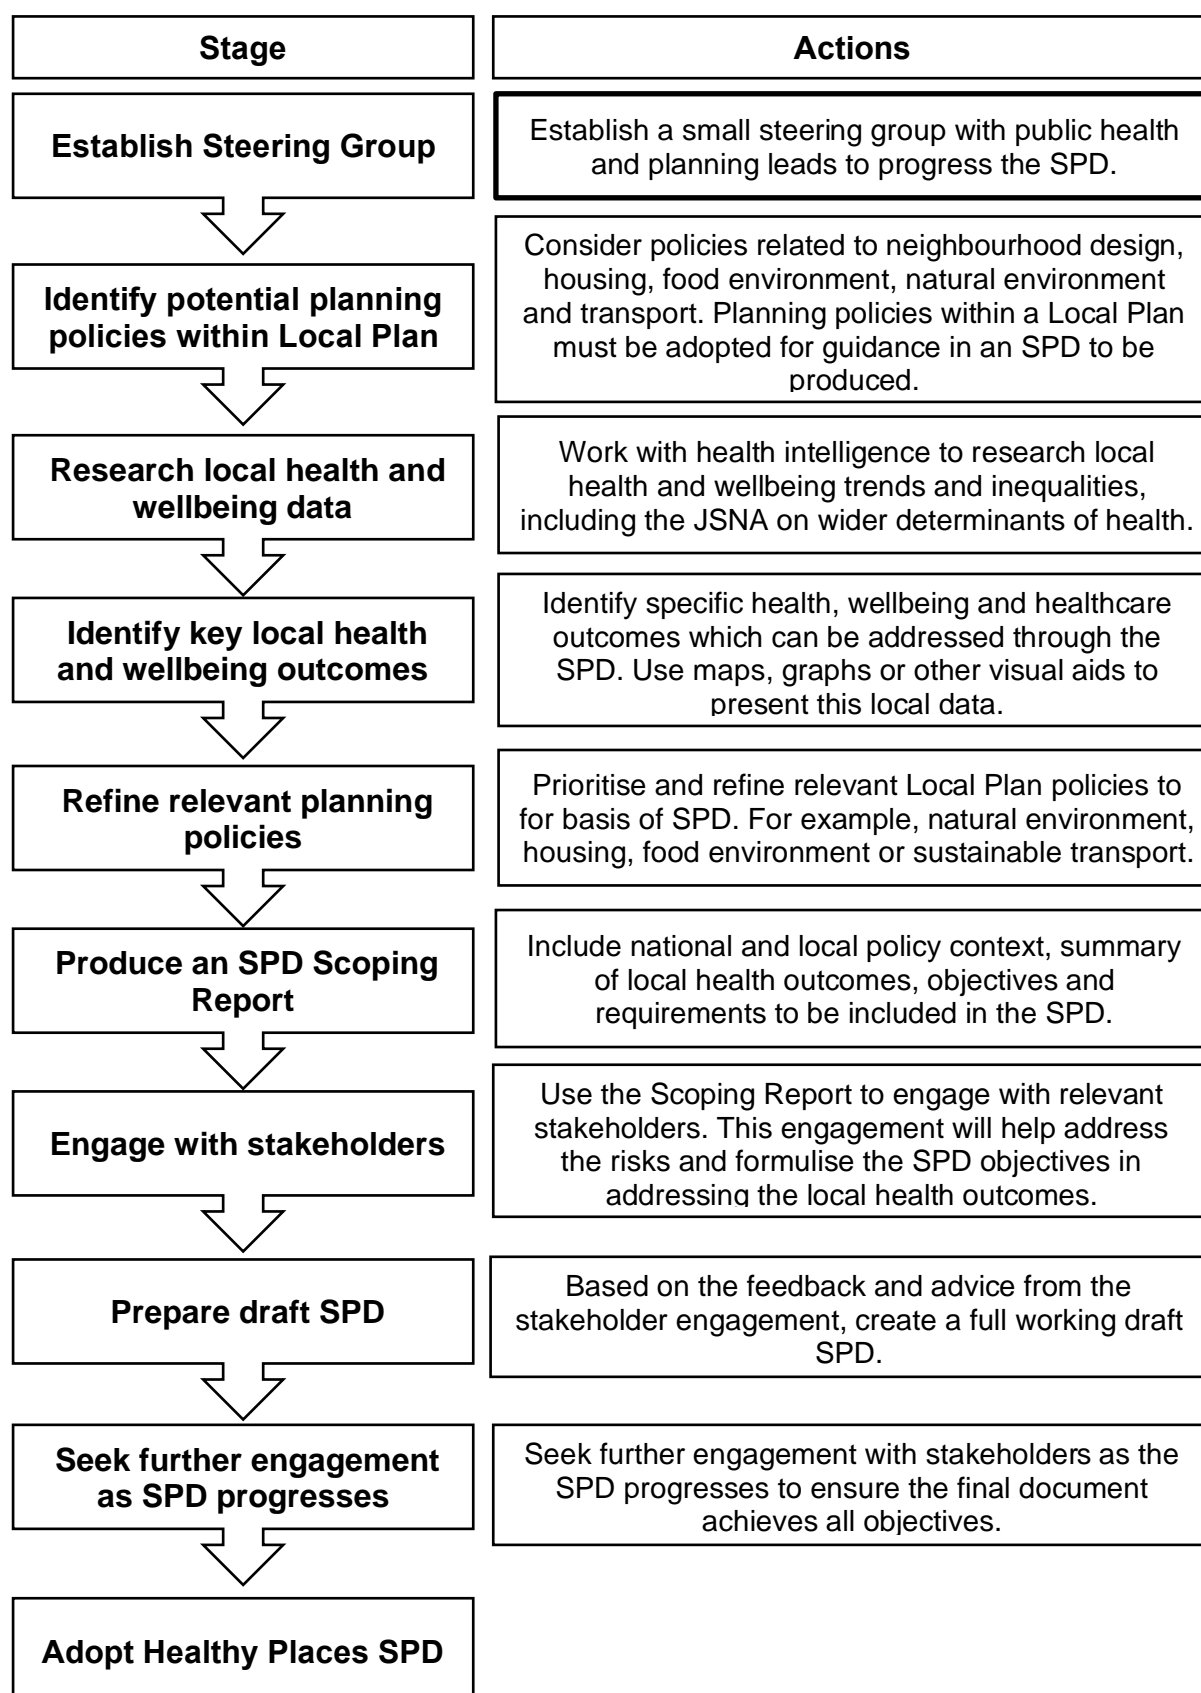 Stage
Actions
Establish Steering Group
Establish a small steering group with public health
and planning leads to progress the SPD.
Identify potential planning
policies within Local Plan
Consider policies related to neighbourhood design,
housing, food environment, natural environment
and transport. Planning policies within a Local Plan
must be adopted for guidance in an SPD to be
produced.
Research local health and
wellbeing data
Work with health intelligence to research local
health and wellbeing trends and inequalities,
including the JSNA on wider determinants of health.
Identify key local health
and wellbeing outcomes
Identify specific health, wellbeing and healthcare
outcomes which can be addressed through the
SPD. Use maps, graphs or other visual aids to
present this local data.
Refine relevant planning
policies
Prioritise and refine relevant Local Plan policies to
for basis of SPD. For example, natural environment,
housing, food environment or sustainable transport.
Produce an SPD Scoping
Report
Include national and local policy context, summary
of local health outcomes, objectives and
requirements to be included in the SPD.
Engage with stakeholders
Use the Scoping Report to engage with relevant
stakeholders. This engagement will help address
the risks and formulise the SPD objectives in
addressing the local health outcomes.
Prepare draft SPD
Based on the feedback and advice from the
stakeholder engagement, create a full working draft
SPD.
Seek further engagement
as SPD progresses
Seek further engagement with stakeholders as the
SPD progresses to ensure the final document
achieves all objectives.
Adopt Healthy Places SPD